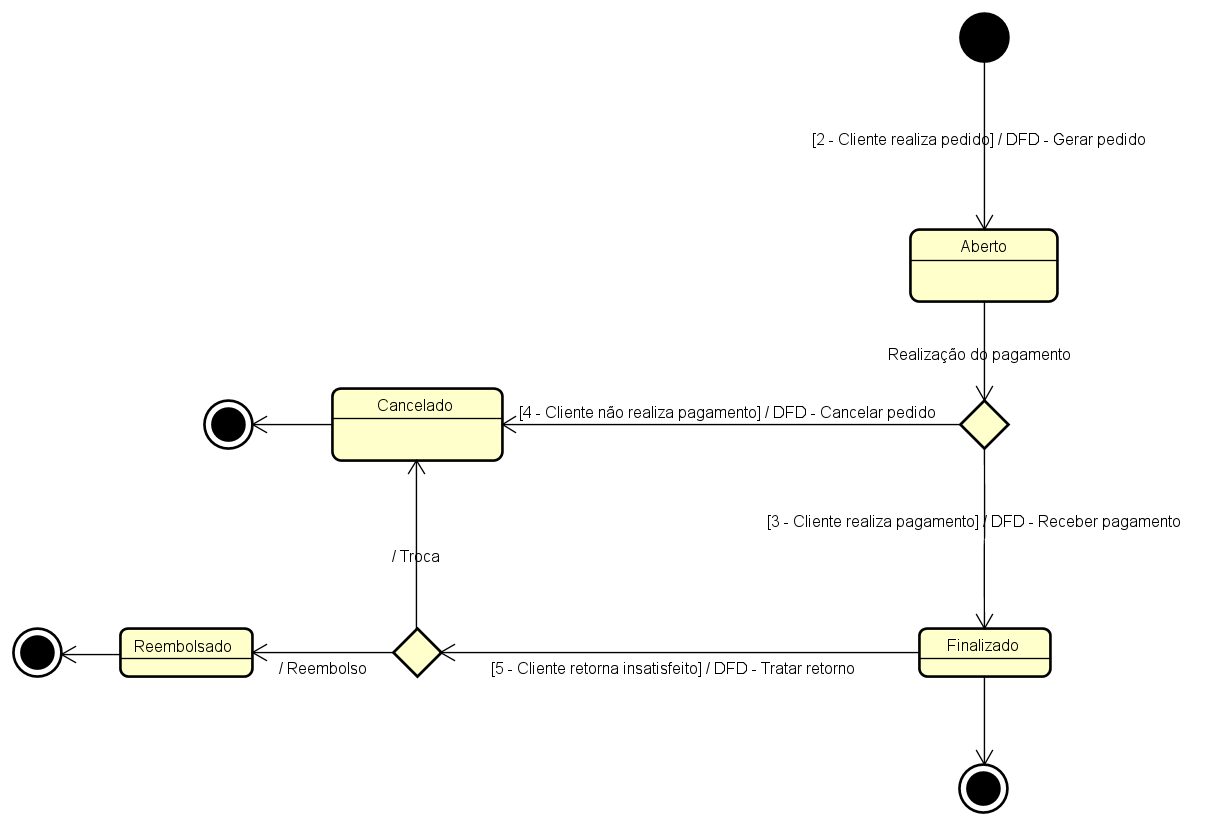 [2 - Cliente realiza pedido] / DFD - Gerar pedido
Aberto
Realização do pagamento
Cancelado
[4 - Cliente não realiza pagamento] / DFD - Cancelar pedido
[3 - Cliente realiza pagamento] / DFD - Receber pagamento
/ Troca
Reembolsado
/ Reembolso
[5 - Cliente retorna insatisfeito] / DFD - Tratar retorno
Finalizado